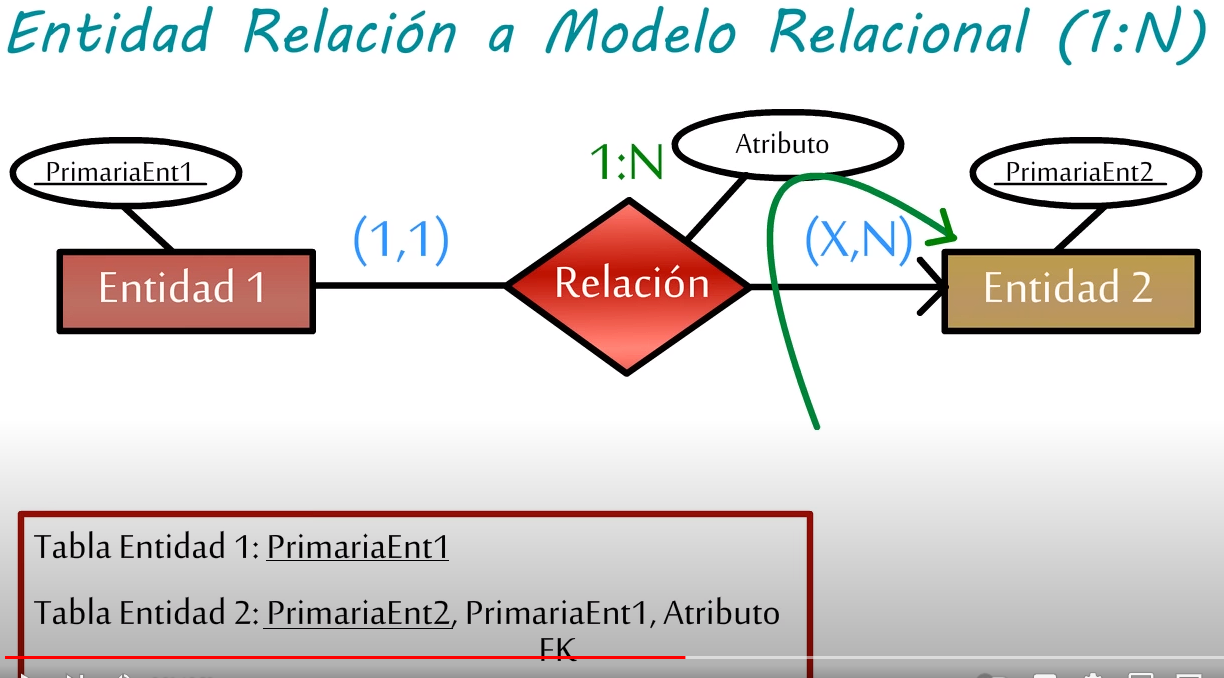 Entidad Relación a Modelo Relacional (1:N)
Atributo
1:N
PrimariaEnt1
PrimariaEnt2
(1,1)
(X,N)
Entidad 1
Relación
Entidad 2
Tabla Entidad 1: PrimariaEnt1
Tabla Entidad 2: PrimariaEnt2, PrimariaEnt1, Atributo
FK